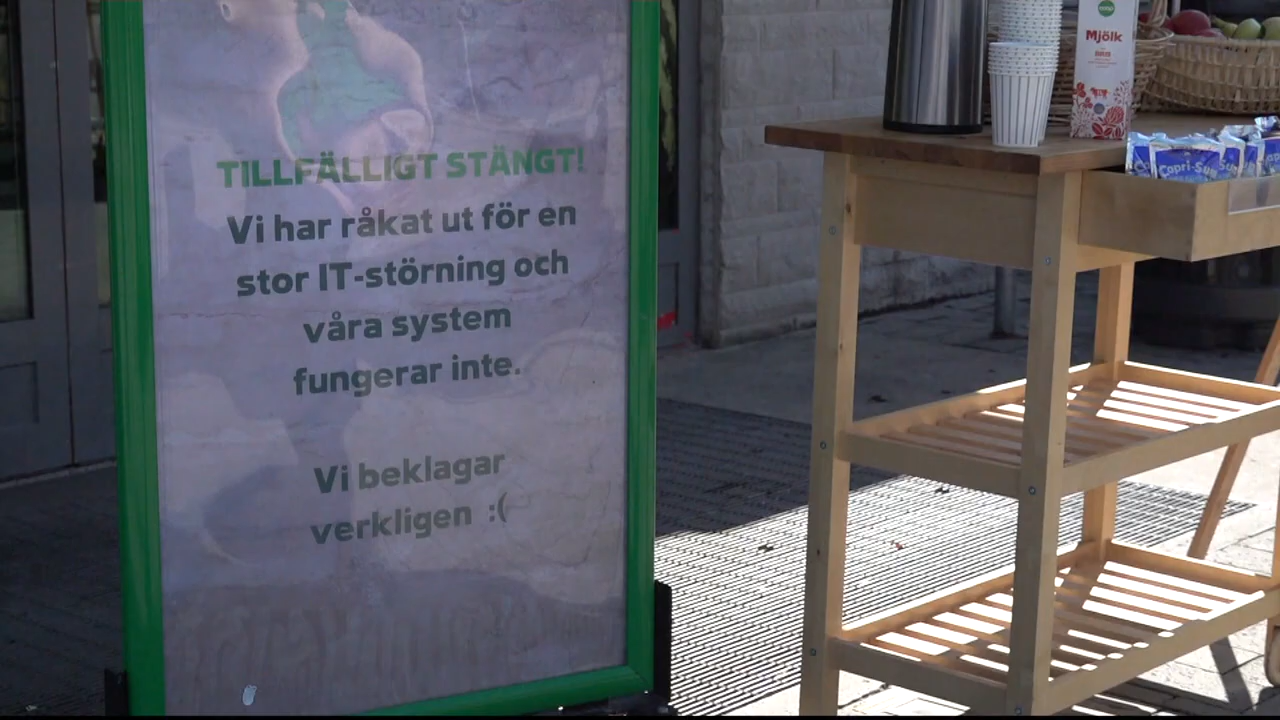 TILLFÄLLIGT STÄNGT!
Vi har råkat ut för en
stor IT-störning och
våra system
fungerar inte.
Vi beklagar
verkligen :(
Mjölk
Capri-Sun